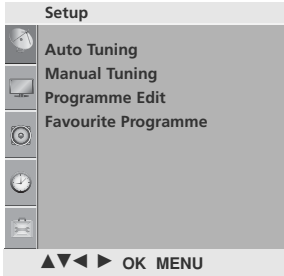 Setup
Auto Tuning
Manual Tuning
Programme Edit
Favourite Programme
▲▼◄ ► OK MENU